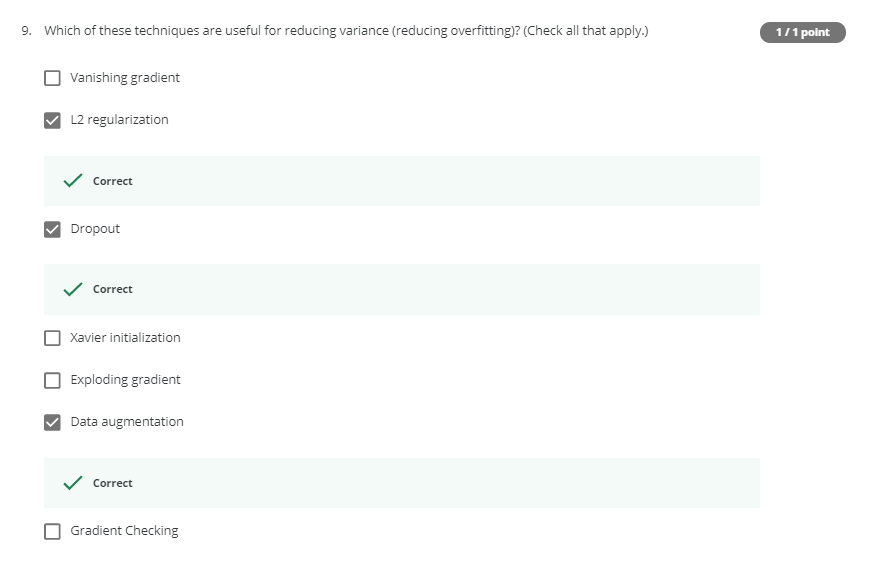 9. Which of these techniques are useful for reducing variance (reducing overfitting)? (Check all that apply.)
1 / 1 point
Vanishing gradient
L2 regularization
Correct
Dropout
Correct
Xavier initialization
Exploding gradient
Data augmentation
Correct
Gradient Checking